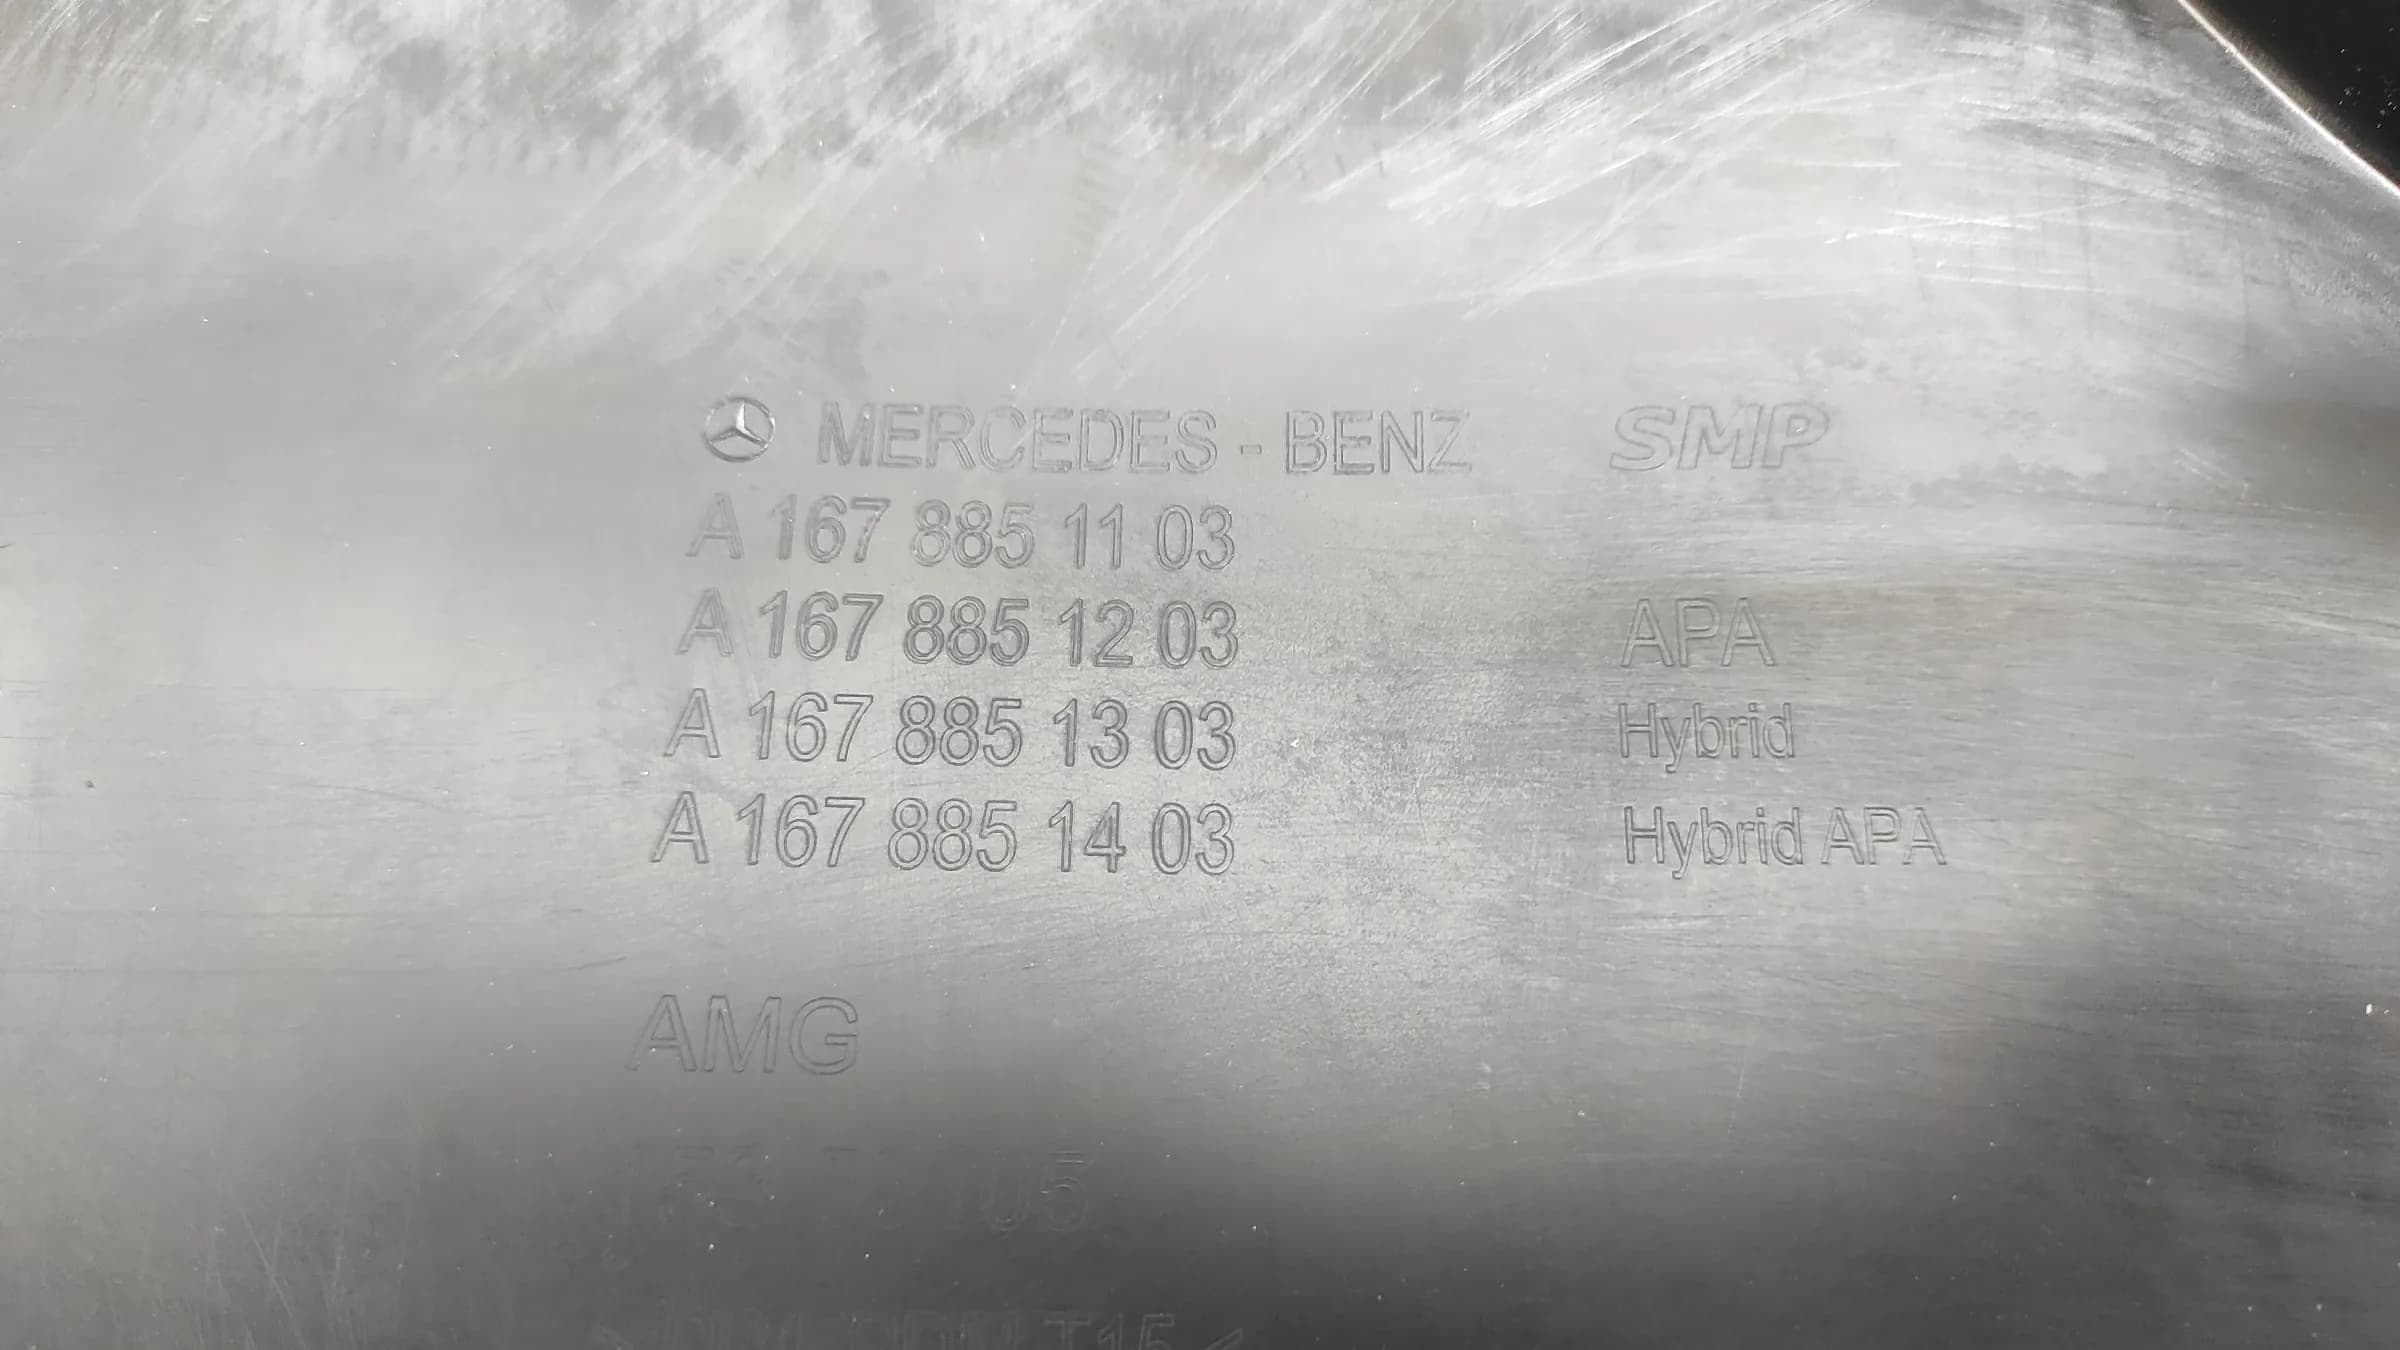 MERCEDES - BENZ SMP
A 167 885 11 03
A 167 885 12 03 APA
A 167 885 13 03 Hybrid
A 167 885 14 03 Hybrid APA
AMG